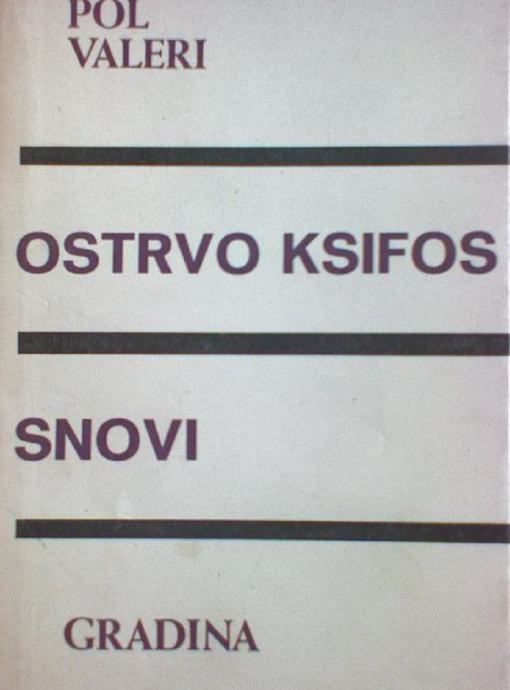 POL
VALERI
OSTRVO KSIFOS
SNOVI
GRADINA